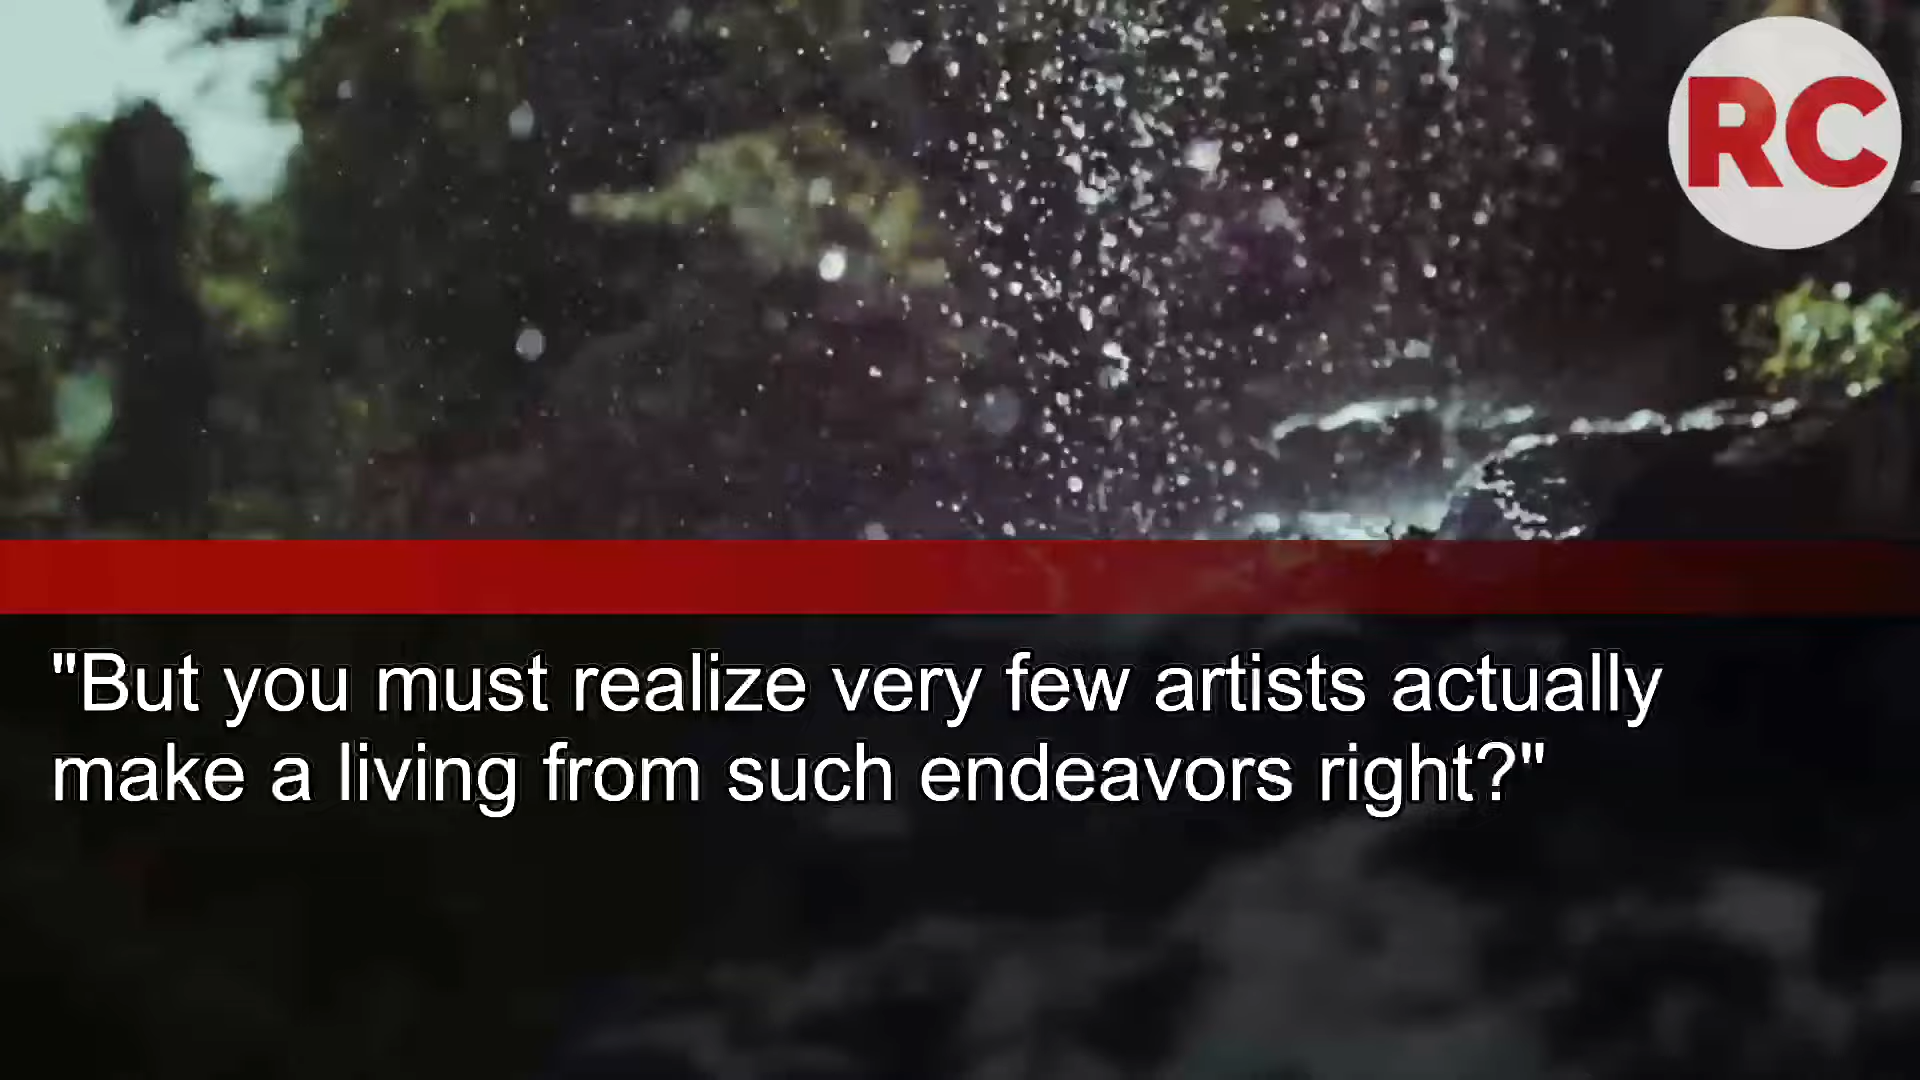 RC
"But you must realize very few artists actually
make a living from such endeavors right?"